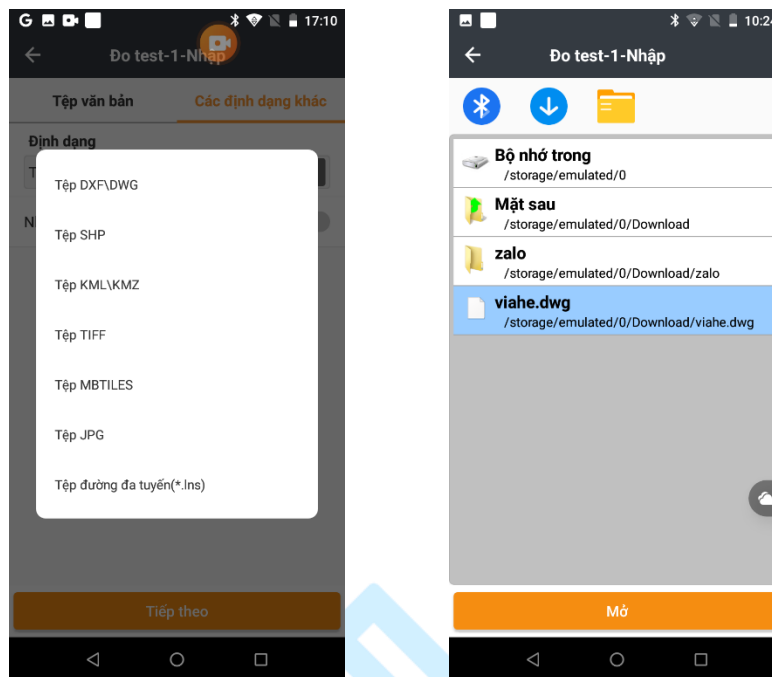 G 17:10
Đo test-1-Nhập
Tệp văn bản Các định dạng khác
Định dạng
Tệp DXF\DWG
Tệp SHP
Tệp KML\KMZ
Tệp TIFF
Tệp MBTILES
Tệp JPG
Tệp đường đa tuyến(*.lns)
Tiếp theo
10:24
Đo test-1-Nhập
Bộ nhớ trong
/storage/emulated/0
Mặt sau
/storage/emulated/0/Download
zalo
/storage/emulated/0/Download/zalo
viahe.dwg
/storage/emulated/0/Download/viahe.dwg
Mở